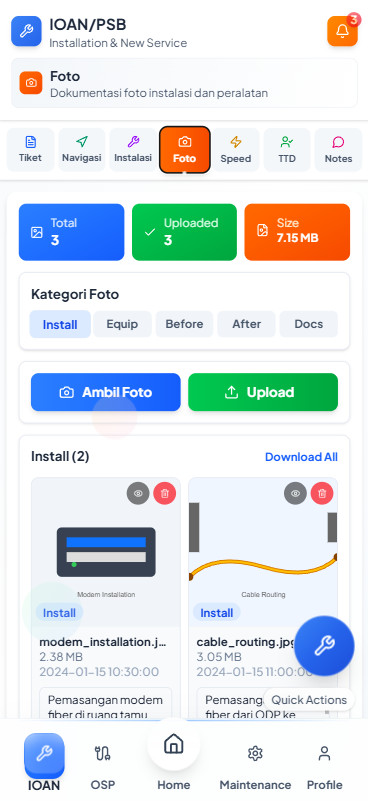 IOAN/PSB
Installation & New Service
3
Foto
Dokumentasi foto instalasi dan peralatan
Tiket
Navigasi
Instalasi
Foto
Speed
TTD
Notes
Total
3
Uploaded
3
Size
7.15 MB
Kategori Foto
Install
Equip
Before
After
Docs
Ambil Foto
Upload
Install (2)
Download All
Modem Installation
Install
modem_installation.j...
2.38 MB
2024-01-15 10:30:00
Pemasangan modem
fiber di ruang tamu
Cable Routing
Install
cable_routing.jpg
3.05 MB
2024-01-15 11:00:00
Pemasang
fiber dari ODP ke
Quick Actions
IOAN
OSP
Home
Maintenance
Profile